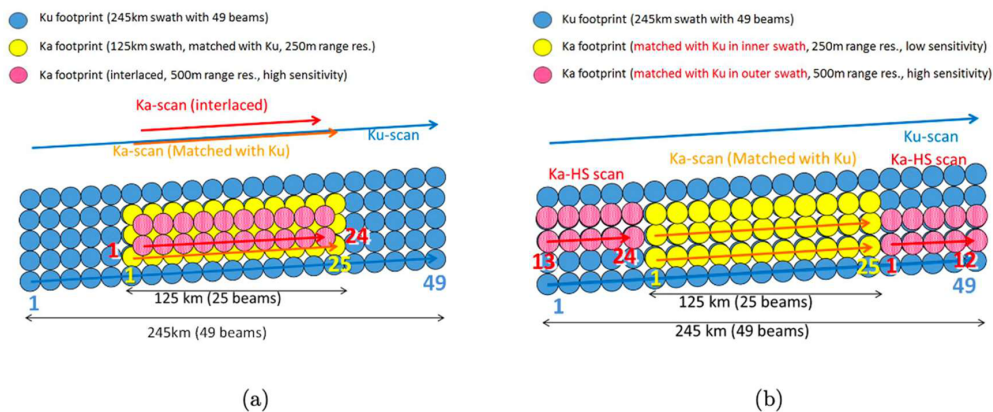 Ku footprint (245km swath with 49 beams)
Ka footprint (125km swath, matched with Ku, 250m range res.)
Ka footprint (interlaced, 500m range res., high sensitivity)
Ka-scan (interlaced)
Ku-scan
Ka-scan (Matched with Ku)
1
24
1
25
1
49
125 km (25 beams)
245km (49 beams)
(a)
Ku footprint (245km swath with 49 beams)
Ka footprint (matched with Ku in inner swath, 250m range res., low sensitivity)
Ka footprint (matched with Ku in outer swath, 500m range res., high sensitivity)
Ku-scan
Ka-HS scan
Ka-scan (Matched with Ku)
Ka-HS scan
13
24
1
25
1
12
1
49
125 km (25 beams)
245 km (49 beams)
(b)